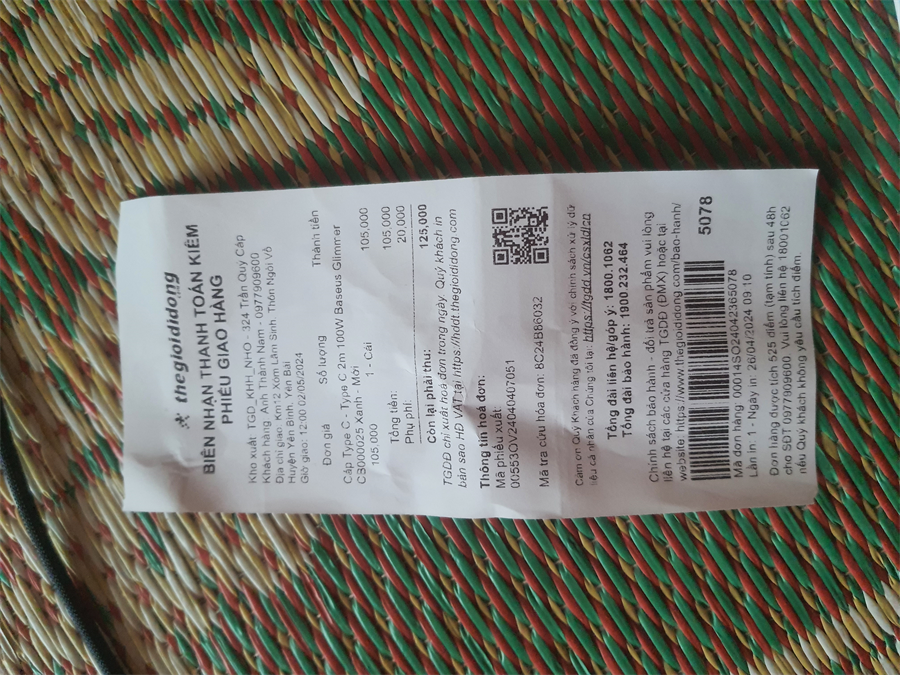 thegioididong
BIÊN NHẬN THANH TOÁN KIÊM
PHIẾU GIAO HÀNG
Kho xuất TGD_KHH_NHO - 324 Trần Quý Cáp
Khách hàng Anh Thành Nam - 0977909600
Địa chỉ giao: Km12 Xóm Lâm Sinh Thôn Ngòi Vồ
Huyện Yên Bình, Yên Bái
Giờ giao: 12:00 02/05/2024
Đơn giá Số lượng Thành tiền
Cáp Type C - Type C 2m 100W Baseus Glimmer
CB000025 Xanh - Mới
105,000 1 - Cái 105,000
Tổng tiền: 105,000
Phụ phí: 20,000
Còn lại phải thu: 125,000
TGDĐ chỉ xuất hoá đơn trong ngày. Quý khách in
bản sao HĐ VAT tại https://hddt.thegioididong.com
Thông tin hoá đơn:
Mã phiếu xuất:
00553OV24040407051
Mã tra cứu hóa đơn: 8C24B86032
Cám ơn Quý Khách hàng đã đồng ý với chính sách xử lý dữ
liệu cá nhân của Chúng tôi tại: https://tgdd.vn/csxldlcn
Tổng đài liên hệ/góp ý: 1800.1062
Tổng đài bảo hành: 1900 232.464
Chính sách bảo hành - đổi trả sản phẩm vui lòng
liên hệ tại các cửa hàng TGDĐ (ĐMX) hoặc tại
website https://www.thegioididong.com/bao-hanh/
5078
Mã đơn hàng 00014SO24042365078
Lần in: 1 - Ngày in: 26/04/2024 09 10
Đơn hàng được tích 525 điểm (tạm tính) sau 48h
cho SĐT 0977909600. Vui lòng liên hệ 18001062
nếu Quý khách không yêu cầu tích điểm.